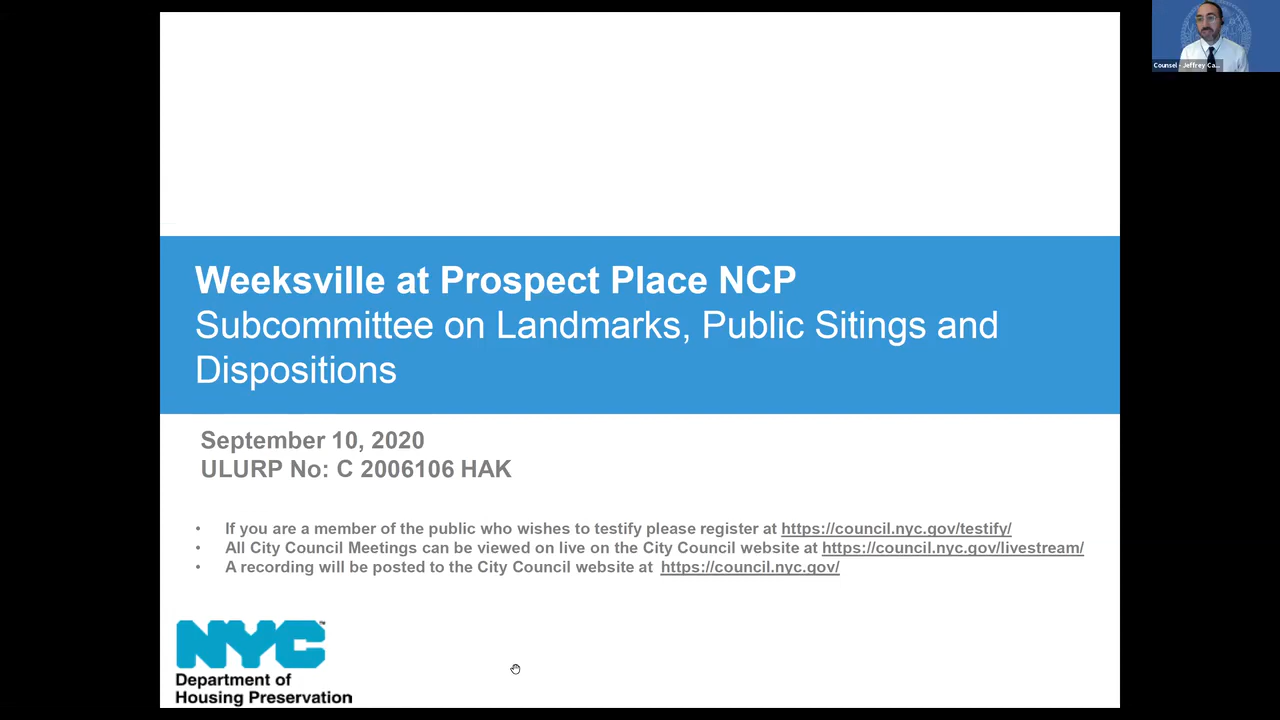 Counsel - Jeffrey Ca...
Weeksville at Prospect Place NCP
Subcommittee on Landmarks, Public Sitings and
Dispositions
September 10, 2020
ULURP No: C 2006106 HAK
• If you are a member of the public who wishes to testify please register at https://council.nyc.gov/testify/
• All City Council Meetings can be viewed on live on the City Council website at https://council.nyc.gov/livestream/
• A recording will be posted to the City Council website at https://council.nyc.gov/
NYC™
Department of
Housing Preservation